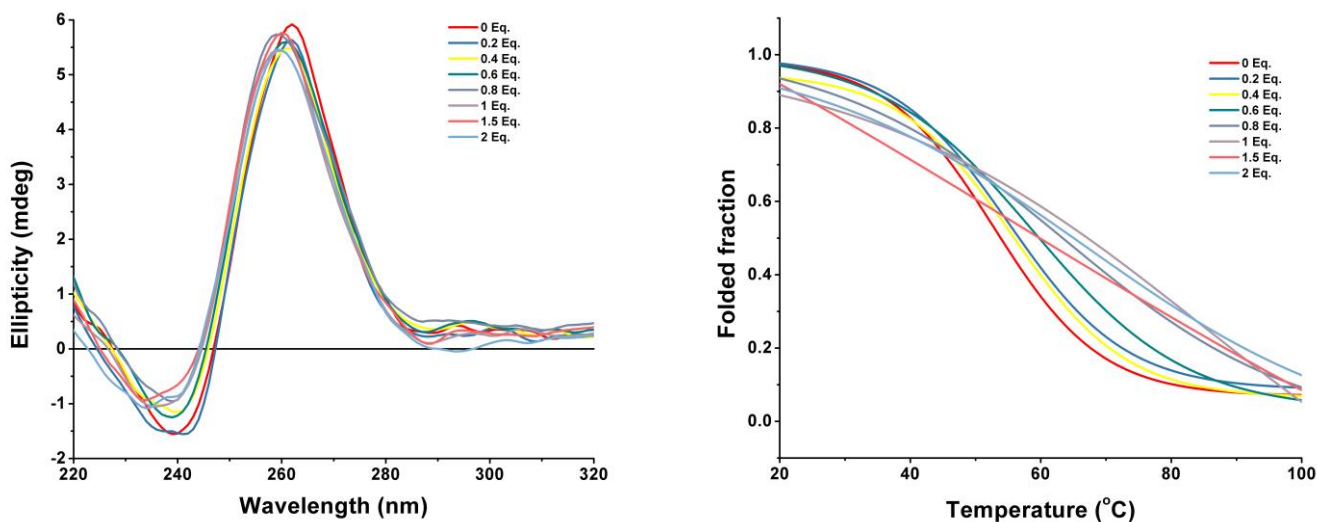 6
5
4
3
2
1
0
-1
-2
220
240
260
280
300
320
Ellipticity (mdeg)
Wavelength (nm)
0 Eq.
0.2 Eq.
0.4 Eq.
0.6 Eq.
0.8 Eq.
1 Eq.
1.5 Eq.
2 Eq.
1.0
0.8
0.6
0.4
0.2
0.0
20
40
60
80
100
Folded fraction
Temperature (°C)
0 Eq.
0.2 Eq.
0.4 Eq.
0.6 Eq.
0.8 Eq.
1 Eq.
1.5 Eq.
2 Eq.